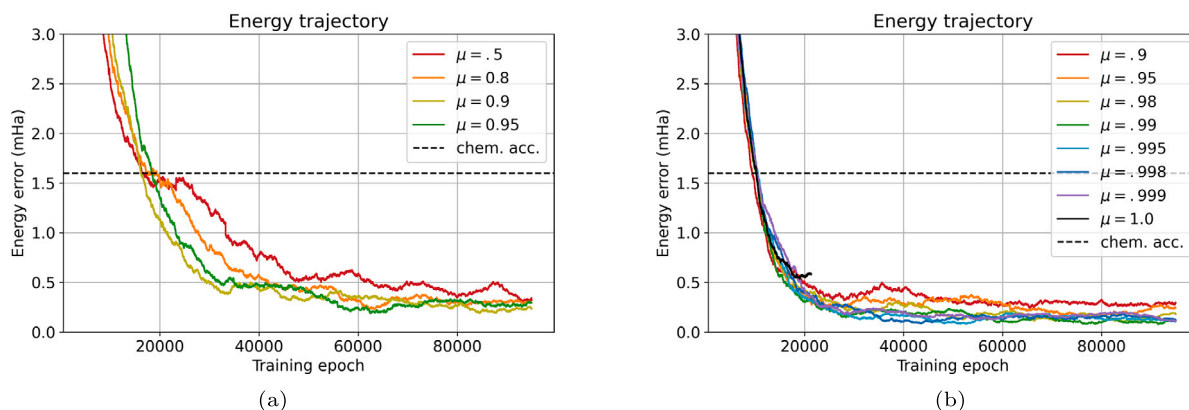 Energy trajectory
3.0
2.5
2.0
1.5
1.0
0.5
0.0
Energy error (mHa)
μ = .5
μ = 0.8
μ = 0.9
μ = 0.95
chem. acc.
20000 40000 60000 80000
Training epoch
(a)
Energy trajectory
3.0
2.5
2.0
1.5
1.0
0.5
0.0
Energy error (mHa)
μ = .9
μ = .95
μ = .98
μ = .99
μ = .995
μ = .998
μ = .999
μ = 1.0
chem. acc.
20000 40000 60000 80000
Training epoch
(b)